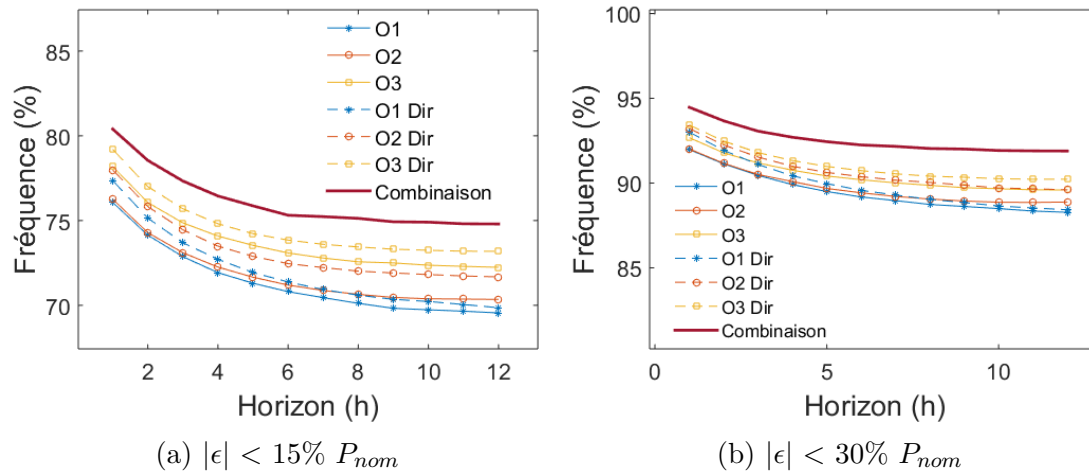 85
80
75
70
Fréquence (%)
O1
O2
O3
O1 Dir
O2 Dir
O3 Dir
Combinaison
2 4 6 8 10 12
Horizon (h)
(a) |ϵ| < 15% P_nom
100
95
90
85
Fréquence (%)
O1
O2
O3
O1 Dir
O2 Dir
O3 Dir
Combinaison
0 5 10
Horizon (h)
(b) |ϵ| < 30% P_nom